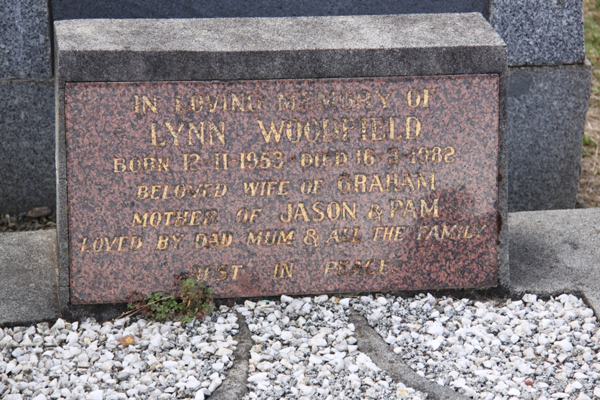 IN LOVING MEMORY OF
LYNN WOODFIELD
BORN 12·11·1953 DIED 16· ·1982
BELOVED WIFE OF GRAHAM
MOTHER OF JASON & PAM
LOVED BY DAD MUM & ALL THE FAMILY
REST IN PEACE